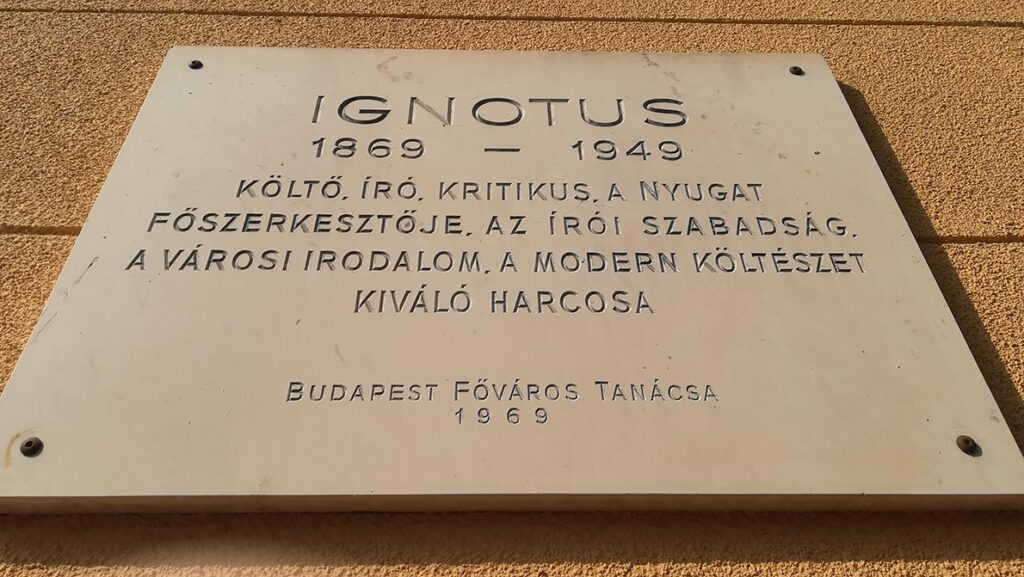 IGNOTUS
1869 – 1949
KÖLTŐ, ÍRÓ, KRITIKUS, A NYUGAT
FŐSZERKESZTŐJE, AZ ÍRÓI SZABADSÁG,
A VÁROSI IRODALOM, A MODERN KÖLTÉSZET
KIVÁLÓ HARCOSA
BUDAPEST FŐVÁROS TANÁCSA
1969